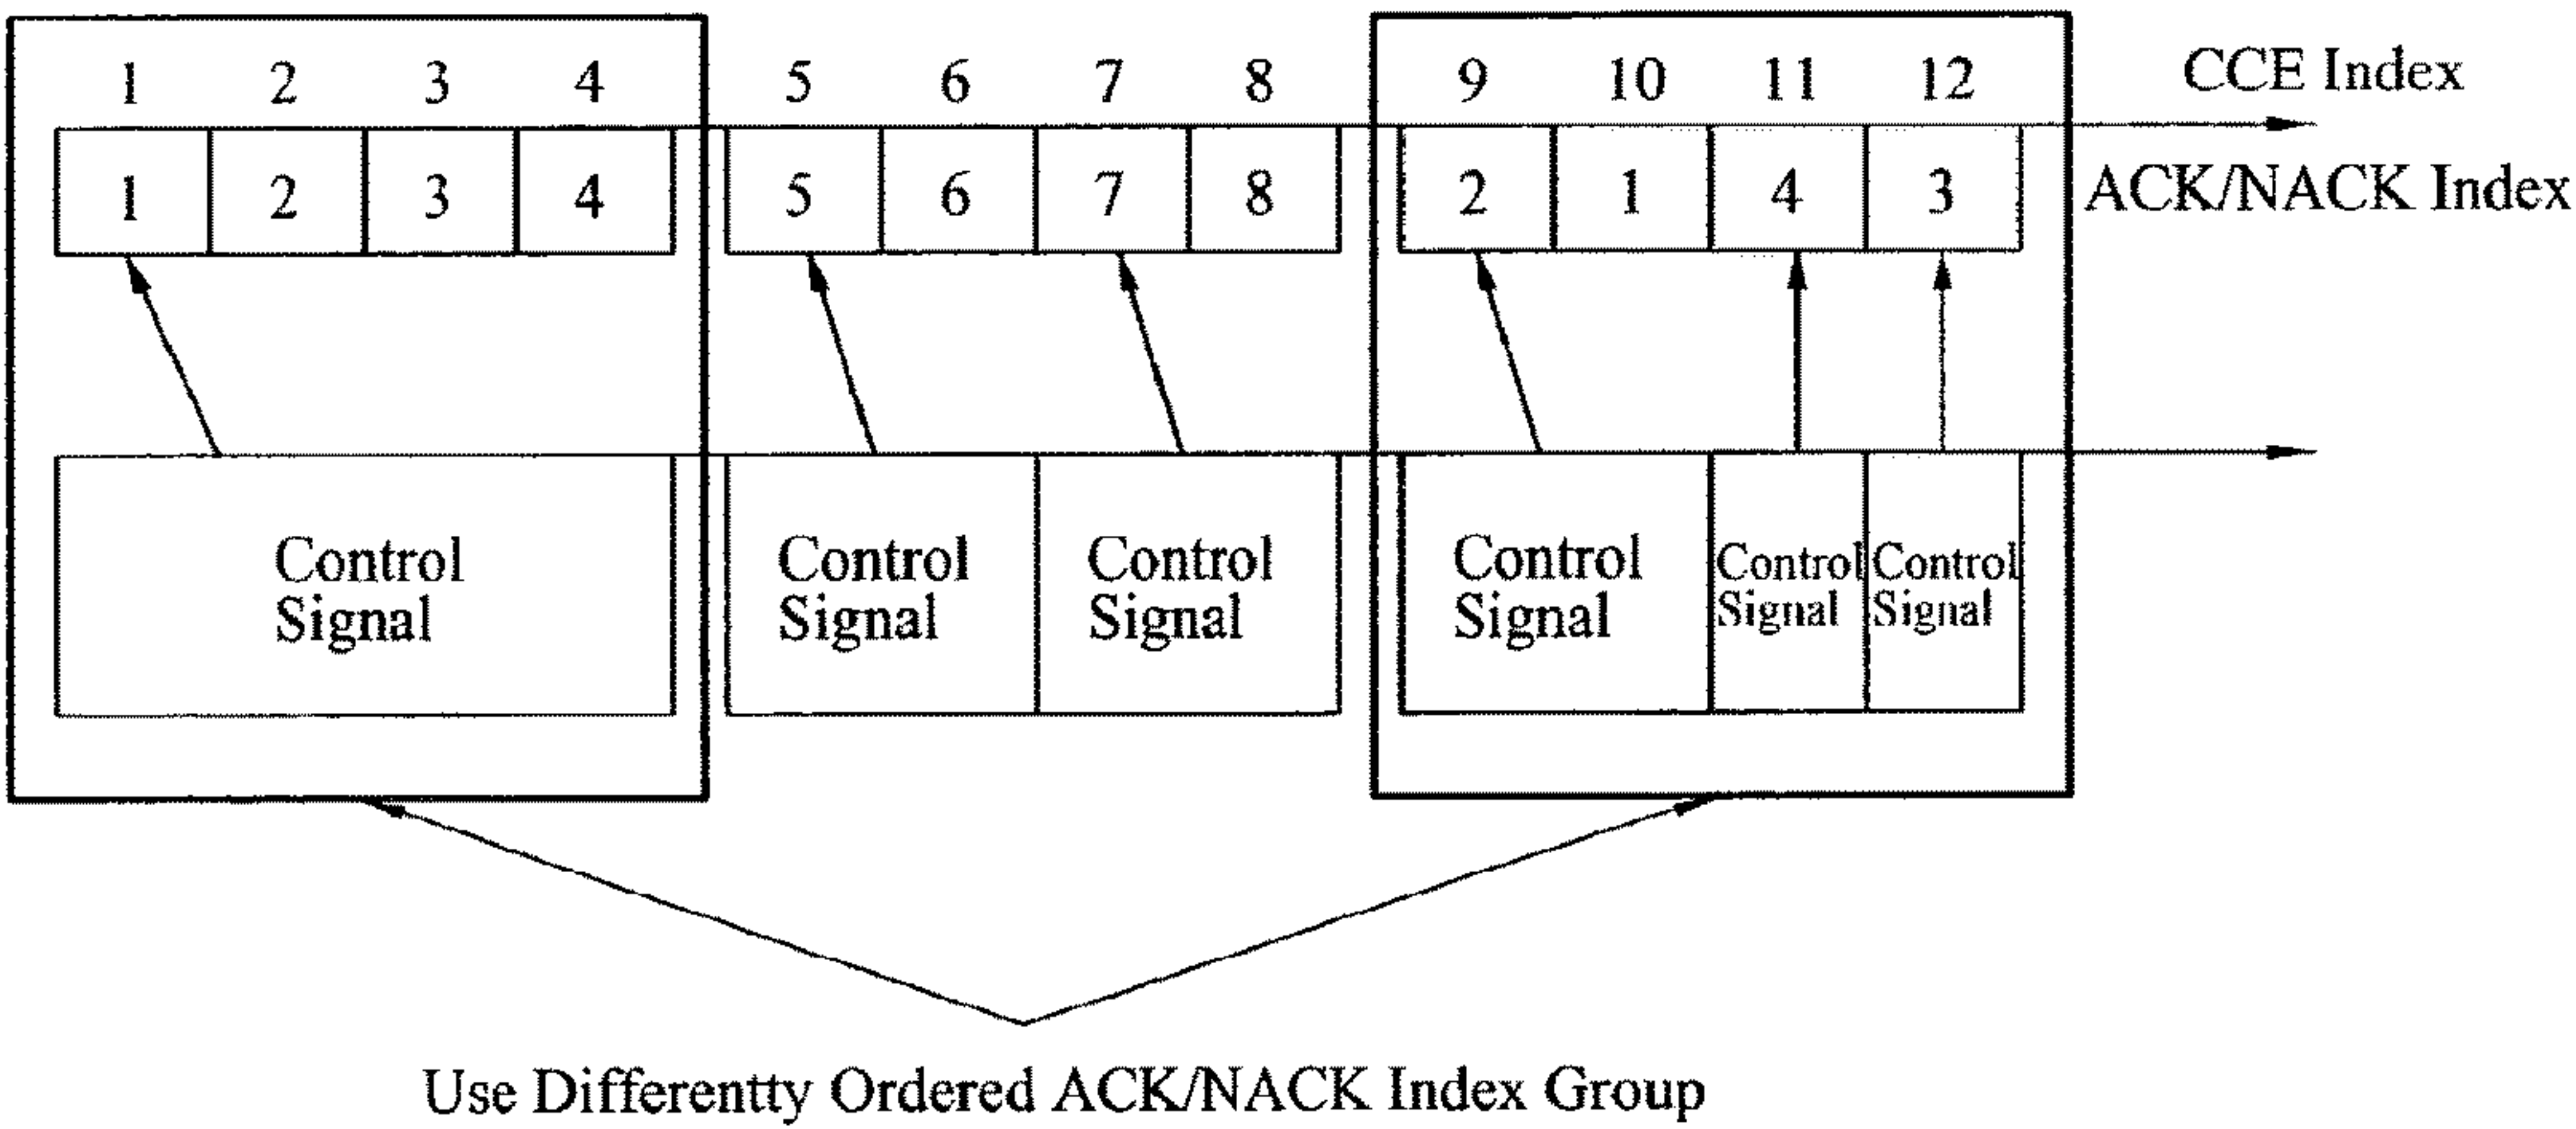 1 2 3 4 5 6 7 8 9 10 11 12 CCE Index
1 2 3 4 5 6 7 8 2 1 4 3 ACK/NACK Index
Control
Signal
Control
Signal
Control
Signal
Control
Signal
Control
Signal
Control
Signal
Use Differentty Ordered ACK/NACK Index Group